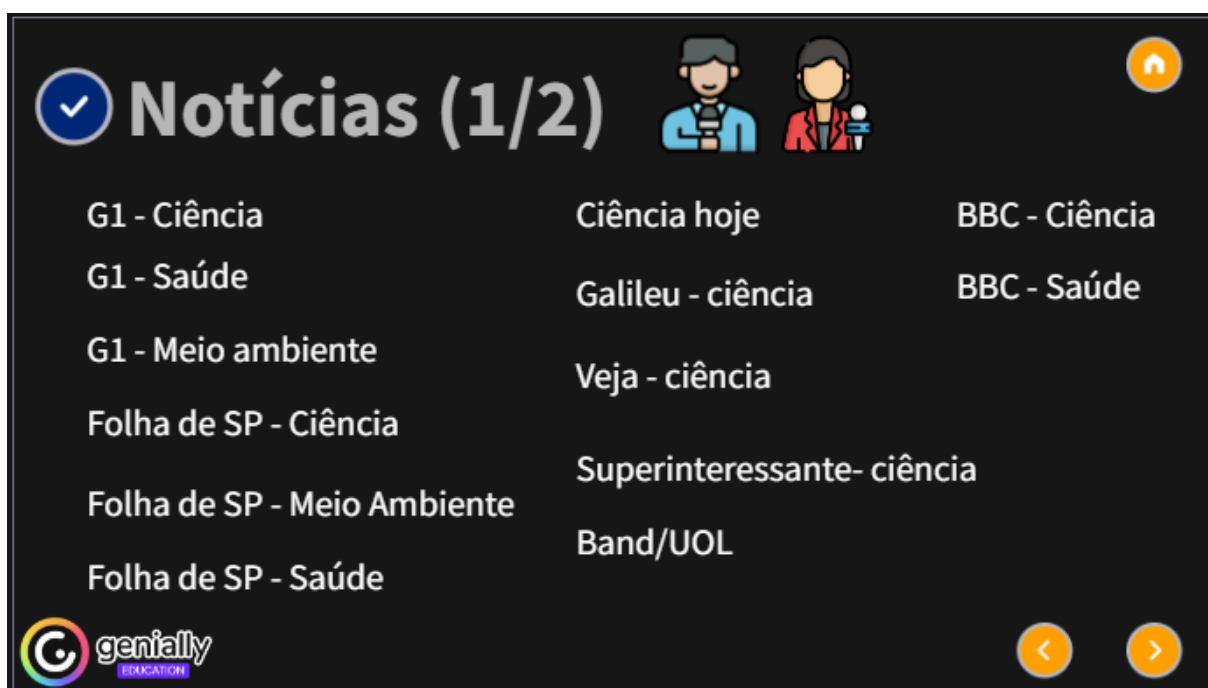 Notícias (1/2)
G1 - Ciência
G1 - Saúde
G1 - Meio ambiente
Folha de SP - Ciência
Folha de SP - Meio Ambiente
Folha de SP - Saúde
Ciência hoje
Galileu - ciência
Veja - ciência
Superinteressante- ciência
Band/UOL
BBC - Ciência
BBC - Saúde
genially
EDUCATION